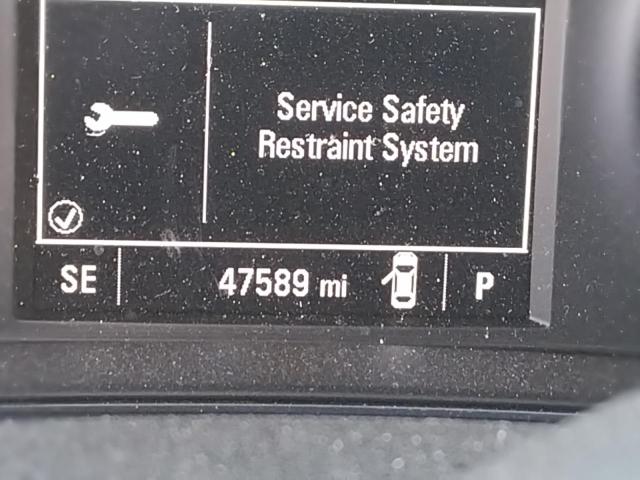 Service Safety
Restraint System
SE
47589 mi
P